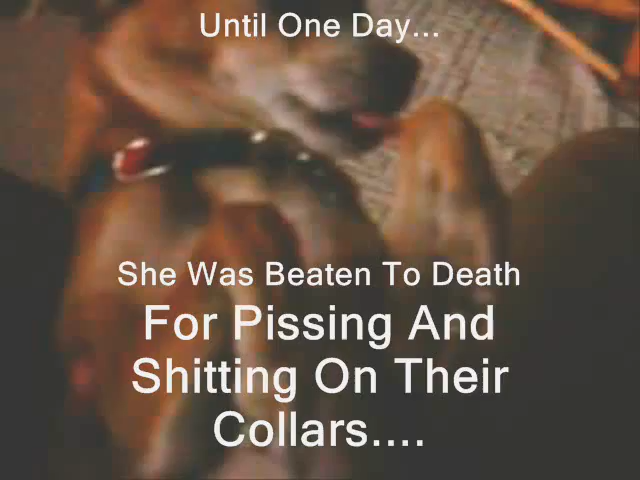 Until One Day...
She Was Beaten To Death
For Pissing And
Shitting On Their
Collars....